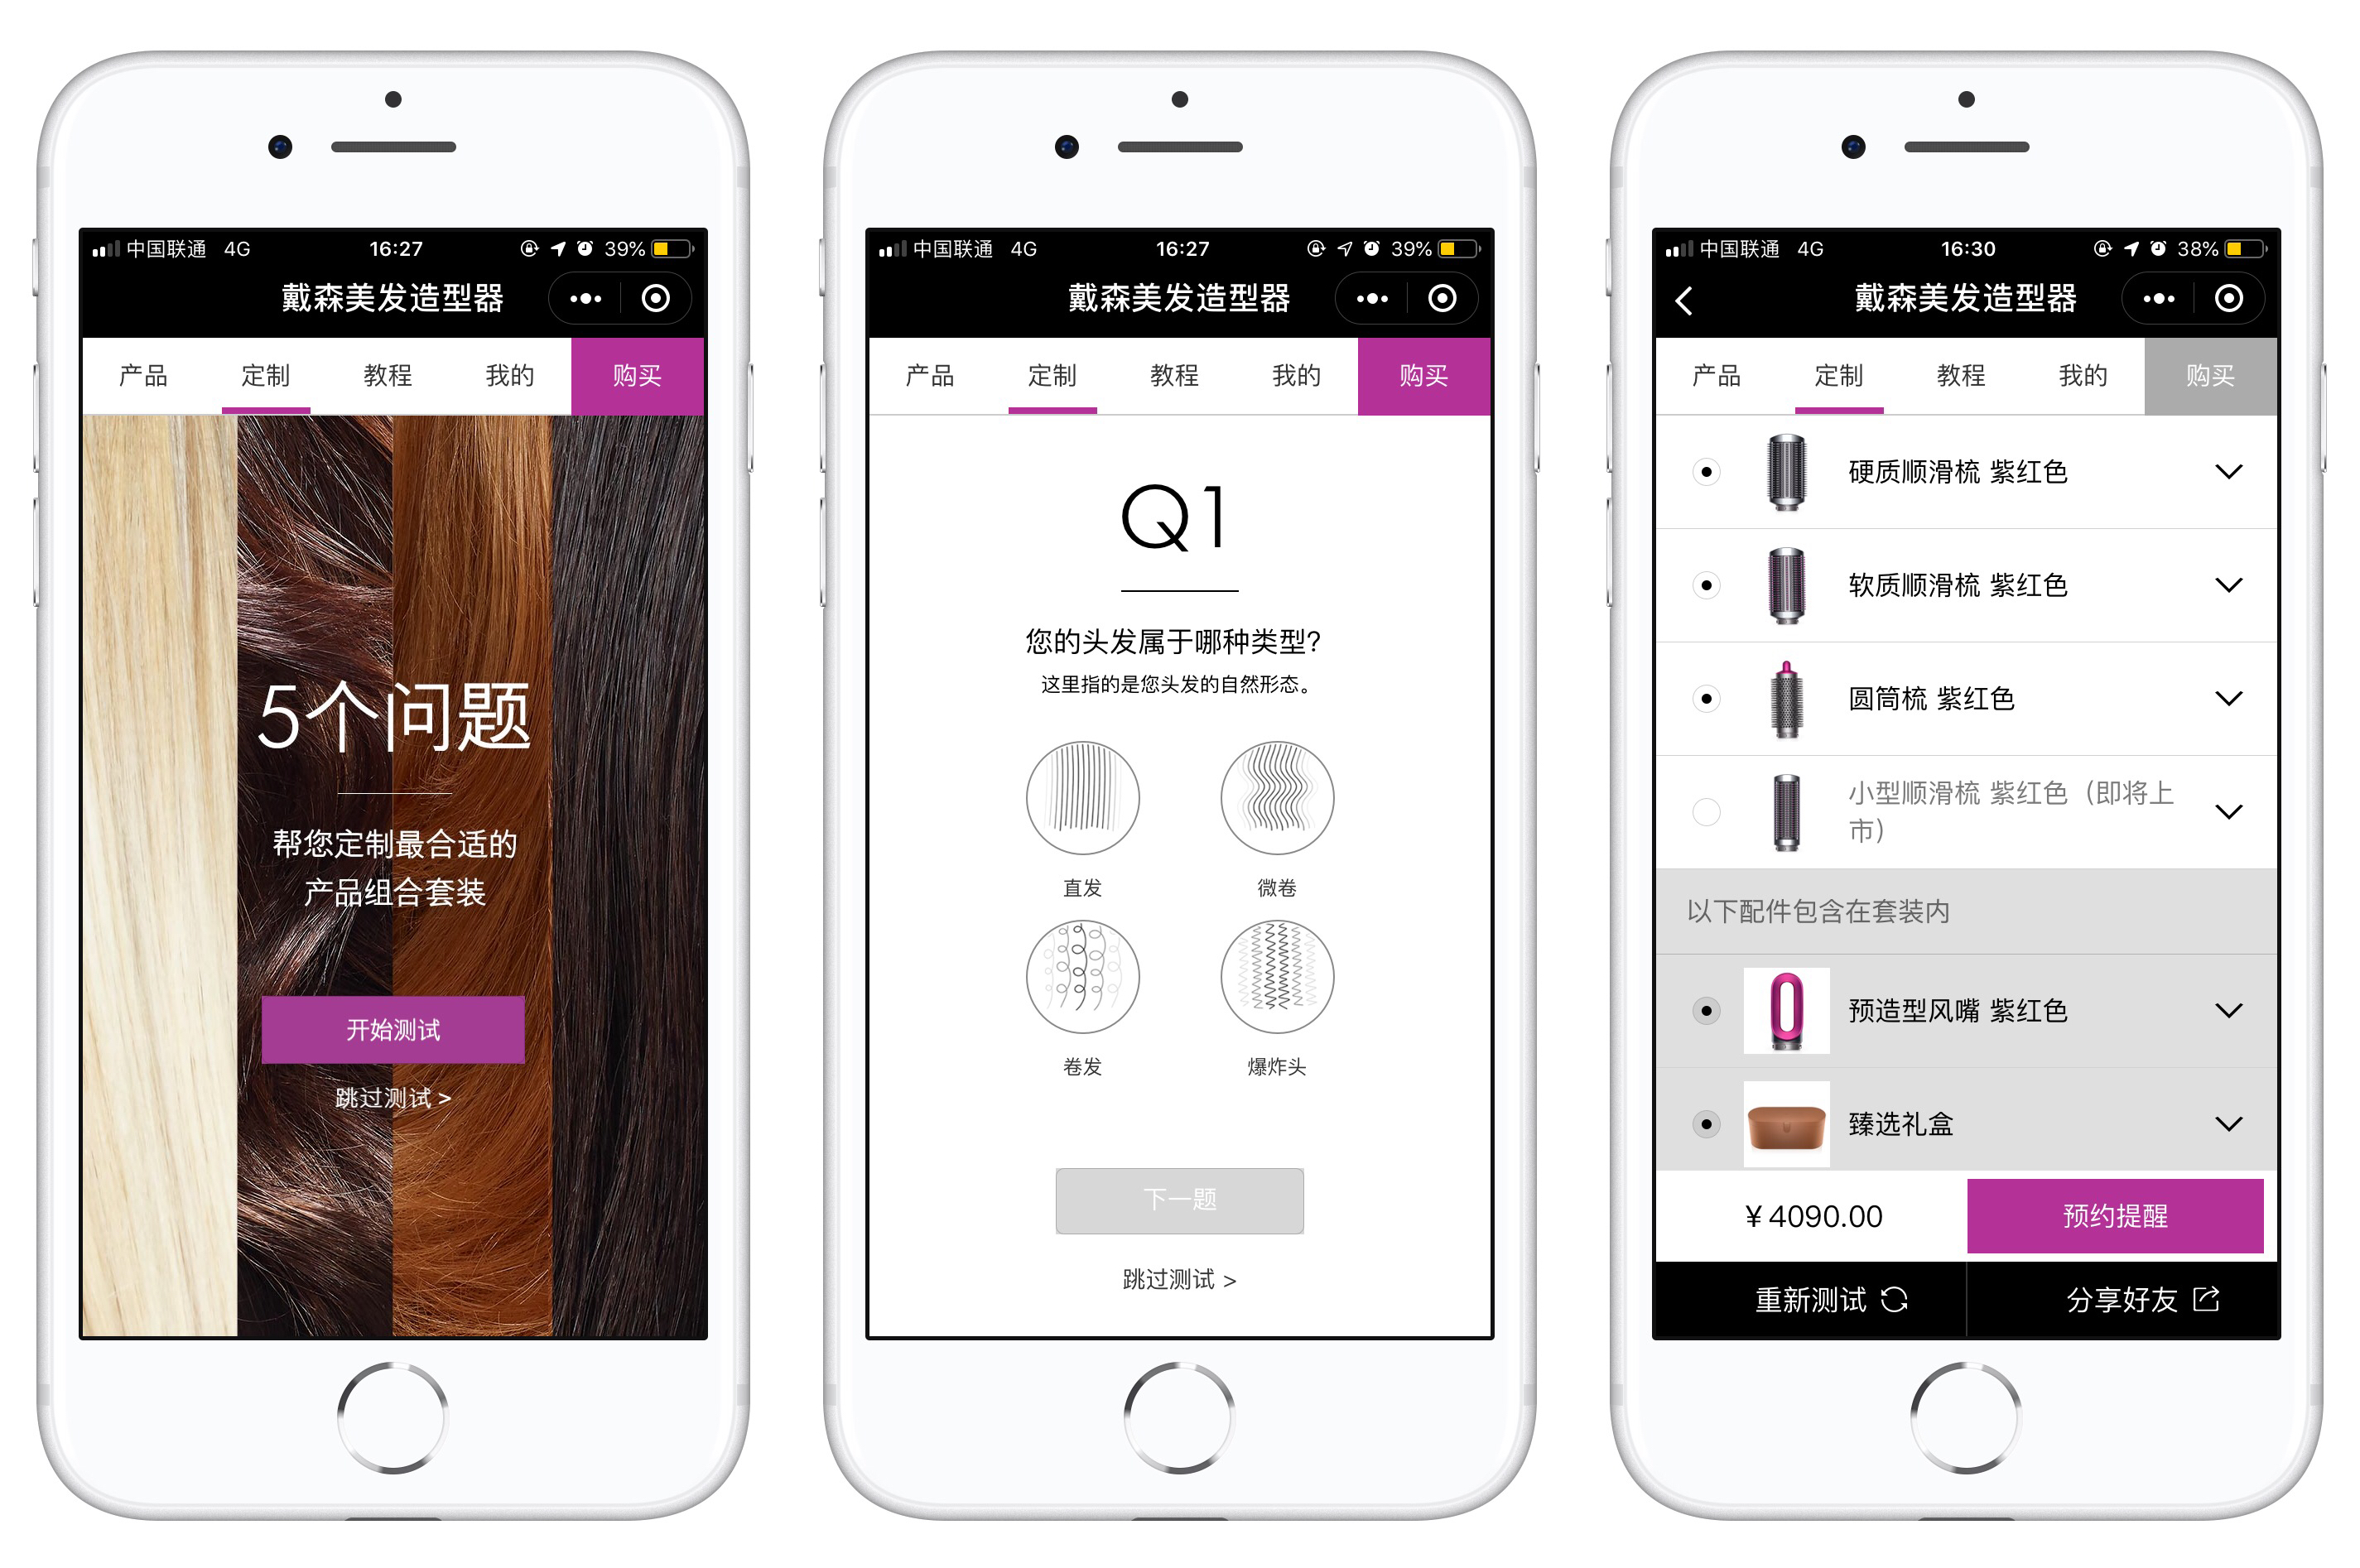 中国联通 4G 16:27 39%
戴森美发造型器
产品 定制 教程 我的 购买
5个问题
帮您定制最合适的
产品组合套装
开始测试
跳过测试 >
中国联通 4G 16:27 39%
戴森美发造型器
产品 定制 教程 我的 购买
Q1
您的头发属于哪种类型?
这里指的是您头发的自然形态。
直发 微卷
卷发 爆炸头
下一题
跳过测试 >
中国联通 4G 16:30 38%
戴森美发造型器
产品 定制 教程 我的 购买
硬质顺滑梳 紫红色
软质顺滑梳 紫红色
圆筒梳 紫红色
小型顺滑梳 紫红色（即将上
市）
以下配件包含在套装内
预造型风嘴 紫红色
臻选礼盒
¥ 4090.00 预约提醒
重新测试 分享好友